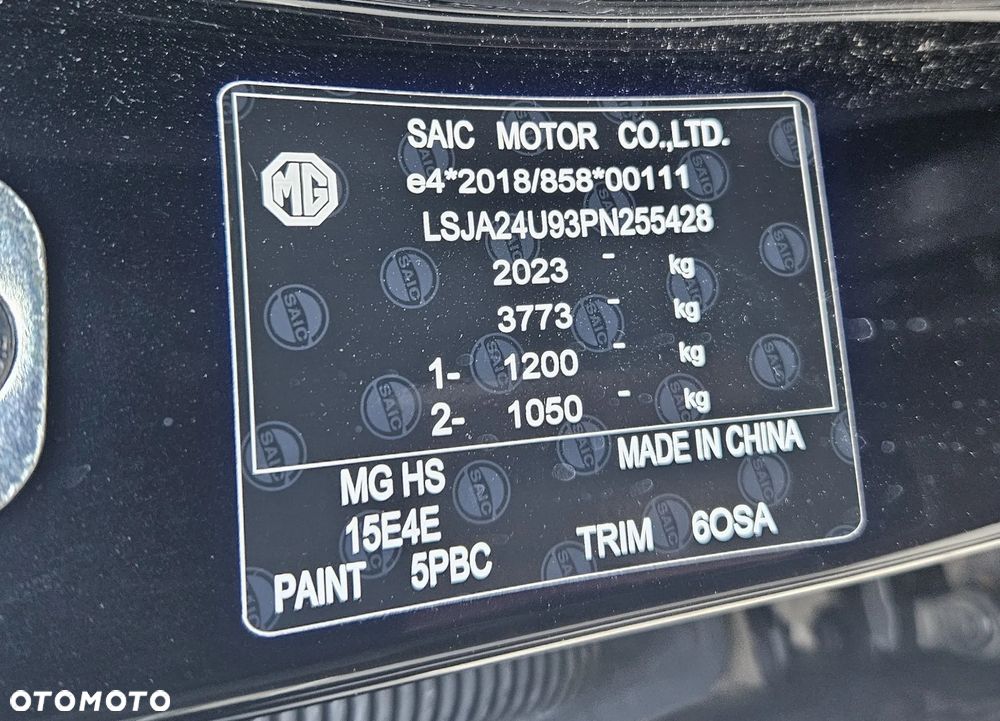 SAIC MOTOR CO.,LTD.
MG
e4*2018/858*00111
LSJA24U93PN255428
2023 - kg
3773 - kg
1- 1200 - kg
2- 1050 - kg
MG HS MADE IN CHINA
15E4E
PAINT 5PBC TRIM 6OSA
OTOMOTO